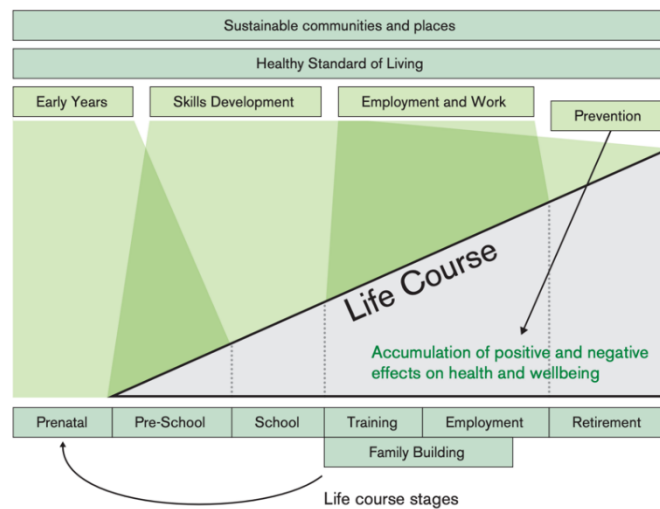 Sustainable communities and places
Healthy Standard of Living
Early Years
Skills Development
Employment and Work
Prevention
Life Course
Accumulation of positive and negative
effects on health and wellbeing
Prenatal
Pre-School
School
Training
Employment
Retirement
Family Building
Life course stages